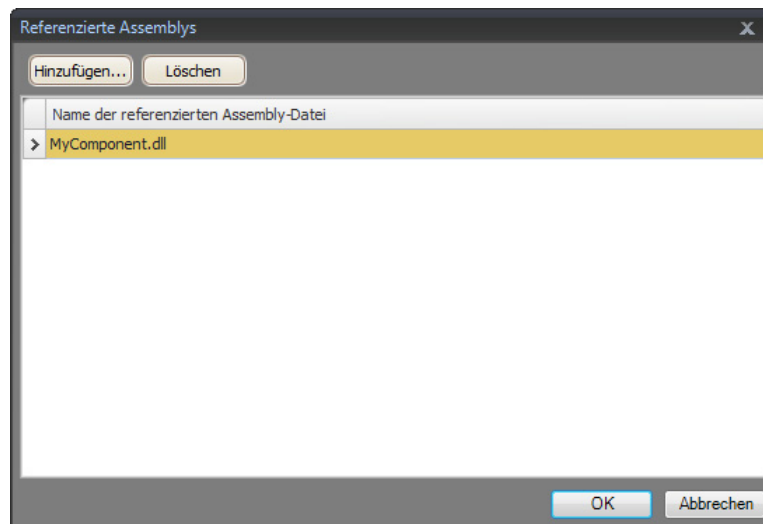 Referenzierte Assemblys
Hinzufügen... Löschen
Name der referenzierten Assembly-Datei
MyComponent.dll
OK Abbrechen